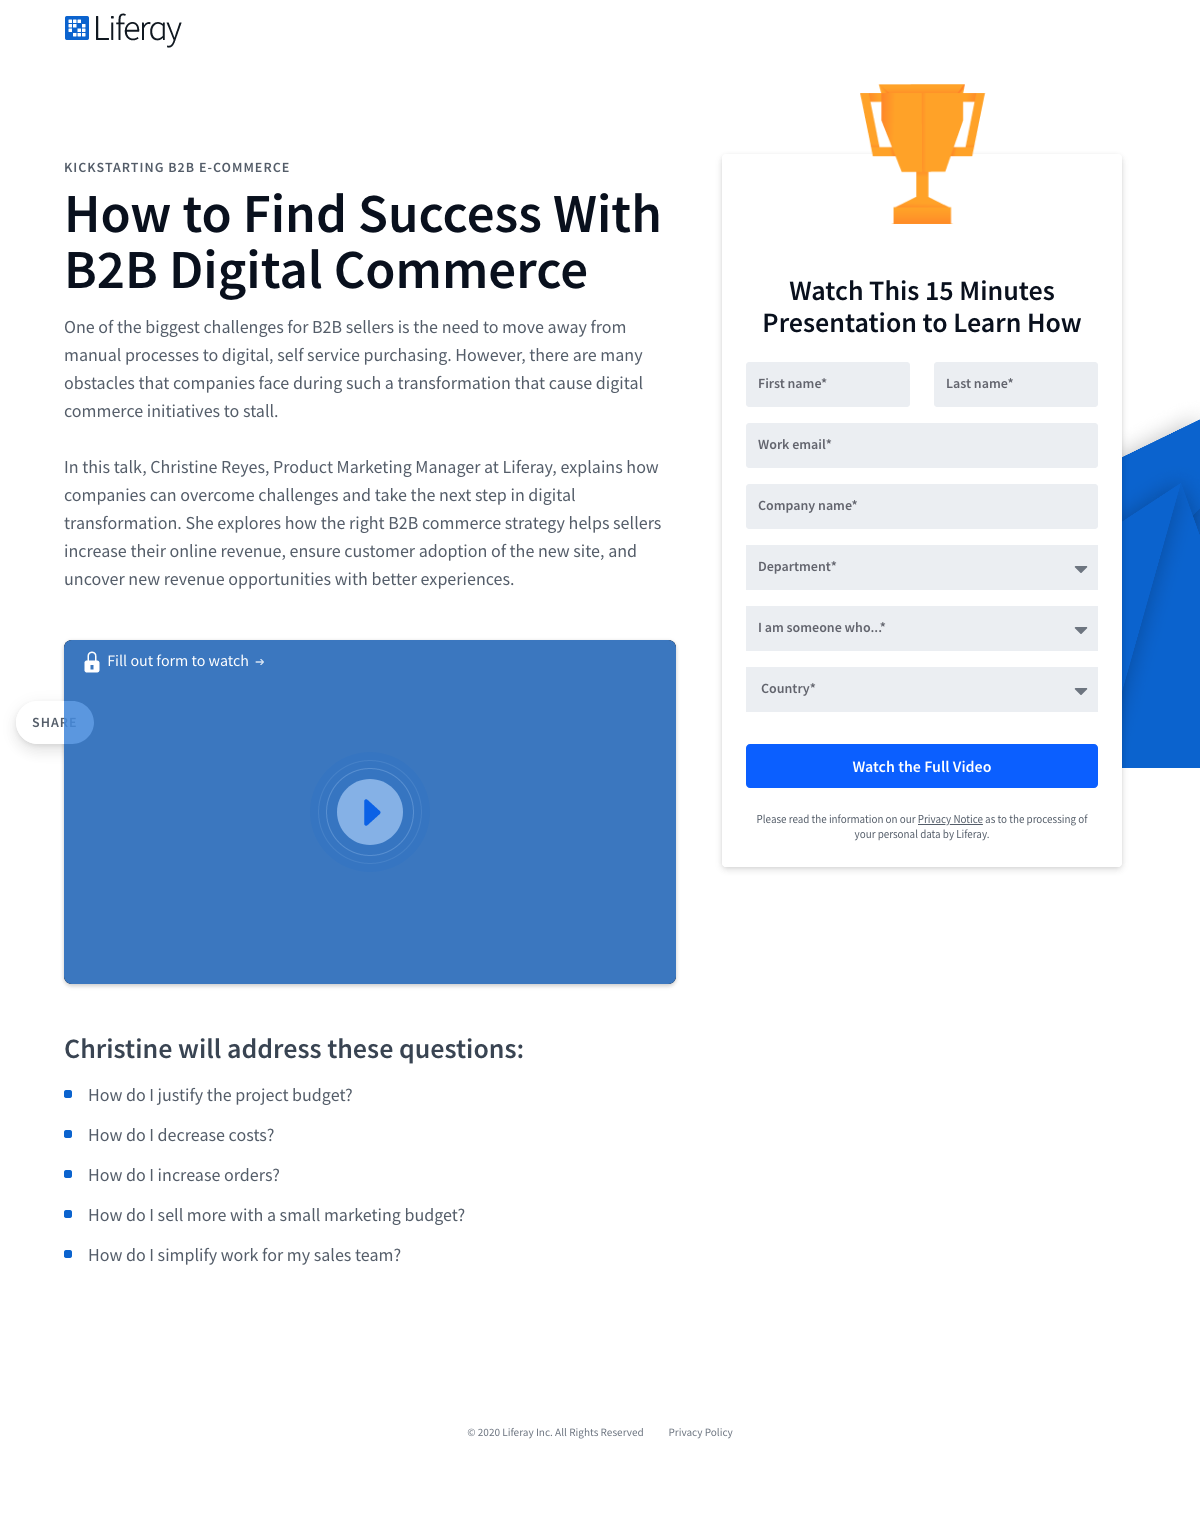 Liferay
KICKSTARTING B2B E-COMMERCE
How to Find Success With
B2B Digital Commerce
One of the biggest challenges for B2B sellers is the need to move away from
manual processes to digital, self service purchasing. However, there are many
obstacles that companies face during such a transformation that cause digital
commerce initiatives to stall.
In this talk, Christine Reyes, Product Marketing Manager at Liferay, explains how
companies can overcome challenges and take the next step in digital
transformation. She explores how the right B2B commerce strategy helps sellers
increase their online revenue, ensure customer adoption of the new site, and
uncover new revenue opportunities with better experiences.
Fill out form to watch →
SHARE
Watch This 15 Minutes
Presentation to Learn How
First name*
Last name*
Work email*
Company name*
Department*
I am someone who...*
Country*
Watch the Full Video
Please read the information on our Privacy Notice as to the processing of
your personal data by Liferay.
Christine will address these questions:
How do I justify the project budget?
How do I decrease costs?
How do I increase orders?
How do I sell more with a small marketing budget?
How do I simplify work for my sales team?
© 2020 Liferay Inc. All Rights Reserved
Privacy Policy